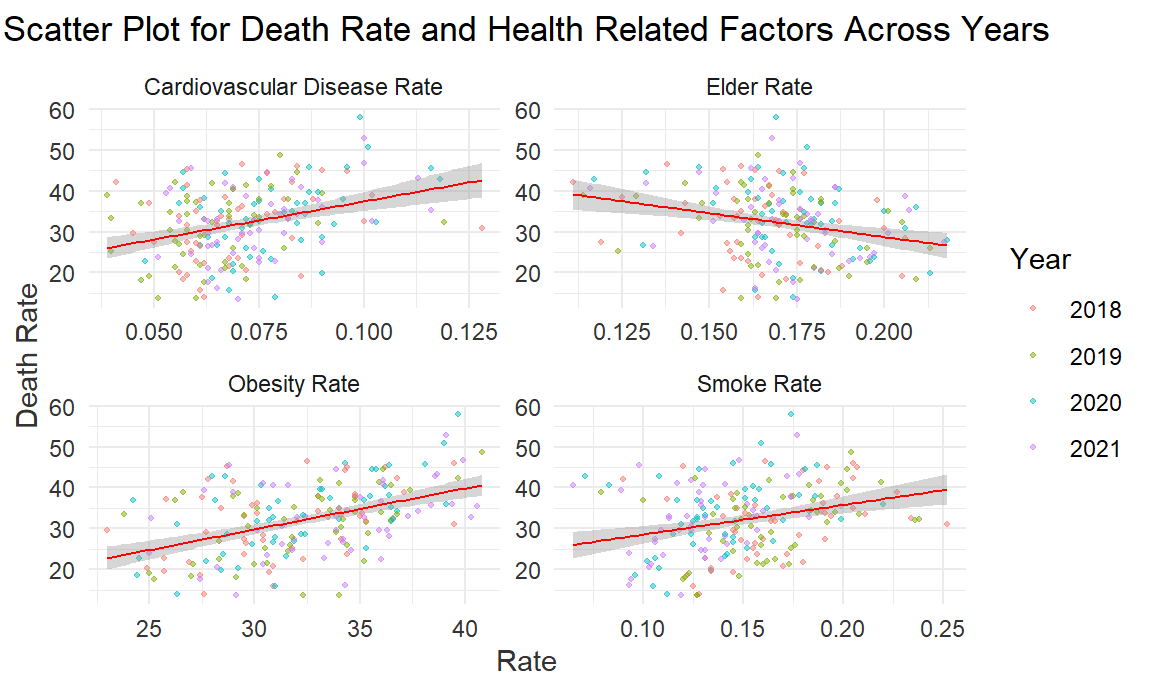 Scatter Plot for Death Rate and Health Related Factors Across Years
Cardiovascular Disease Rate
60
50
40
30
20
0.050 0.075 0.100 0.125
Elder Rate
60
50
40
30
20
0.125 0.150 0.175 0.200
Obesity Rate
60
50
40
30
20
25 30 35 40
Smoke Rate
60
50
40
30
20
0.10 0.15 0.20 0.25
Death Rate
Rate
Year
2018
2019
2020
2021